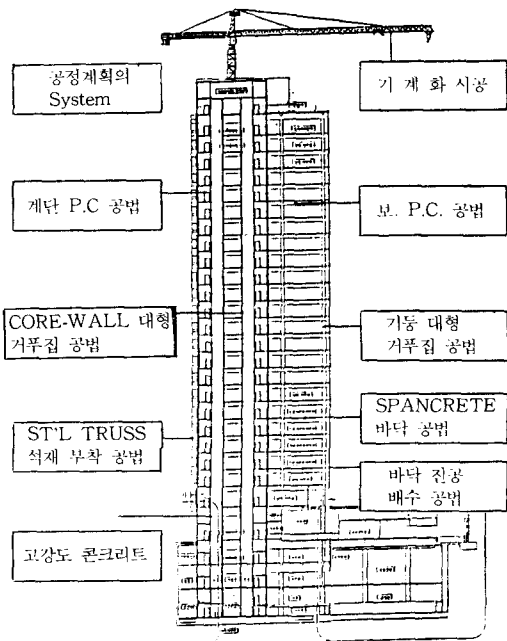 공정계획의
System
기 계 화 시공
계단 P.C 공법
보. P.C. 공법
CORE-WALL 대형
거푸집 공법
기둥 대형
거푸집 공법
ST'L TRUSS
석재 부착 공법
SPANCRETE
바닥 공법
바닥 진공
배수 공법
고강도 콘크리트